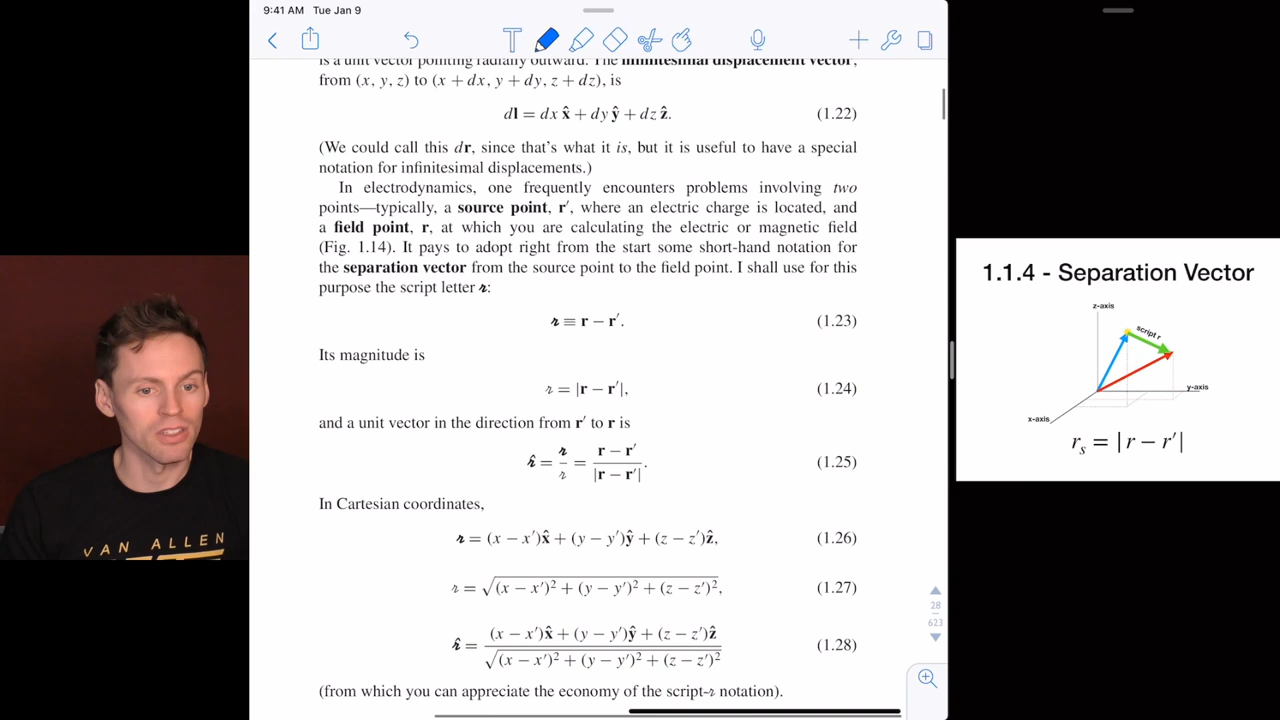 9:41 AM Tue Jan 9
is a unit vector pointing radially outward. The infinitesimal displacement vector,
from (x, y, z) to (x + dx, y + dy, z + dz), is
dl = dx x̂ + dy ŷ + dz ẑ. (1.22)
(We could call this dr, since that's what it is, but it is useful to have a special
notation for infinitesimal displacements.)
In electrodynamics, one frequently encounters problems involving two
points—typically, a source point, r′, where an electric charge is located, and
a field point, r, at which you are calculating the electric or magnetic field
(Fig. 1.14). It pays to adopt right from the start some short-hand notation for
the separation vector from the source point to the field point. I shall use for this
purpose the script letter 𝓇:
𝓇 ≡ r − r′. (1.23)
Its magnitude is
𝓇 = |r − r′|, (1.24)
and a unit vector in the direction from r′ to r is
𝓇̂ = 𝓇/𝓇 = (r − r′)/|r − r′|. (1.25)
In Cartesian coordinates,
𝓇 = (x − x′)x̂ + (y − y′)ŷ + (z − z′)ẑ, (1.26)
𝓇 = √((x − x′)² + (y − y′)² + (z − z′)²), (1.27)
𝓇̂ = ((x − x′)x̂ + (y − y′)ŷ + (z − z′)ẑ)/√((x − x′)² + (y − y′)² + (z − z′)²) (1.28)
(from which you can appreciate the economy of the script-𝓇 notation).
28
623
1.1.4 - Separation Vector
z-axis
script r
y-axis
x-axis
rₛ = | r − r′ |
VAN ALLEN